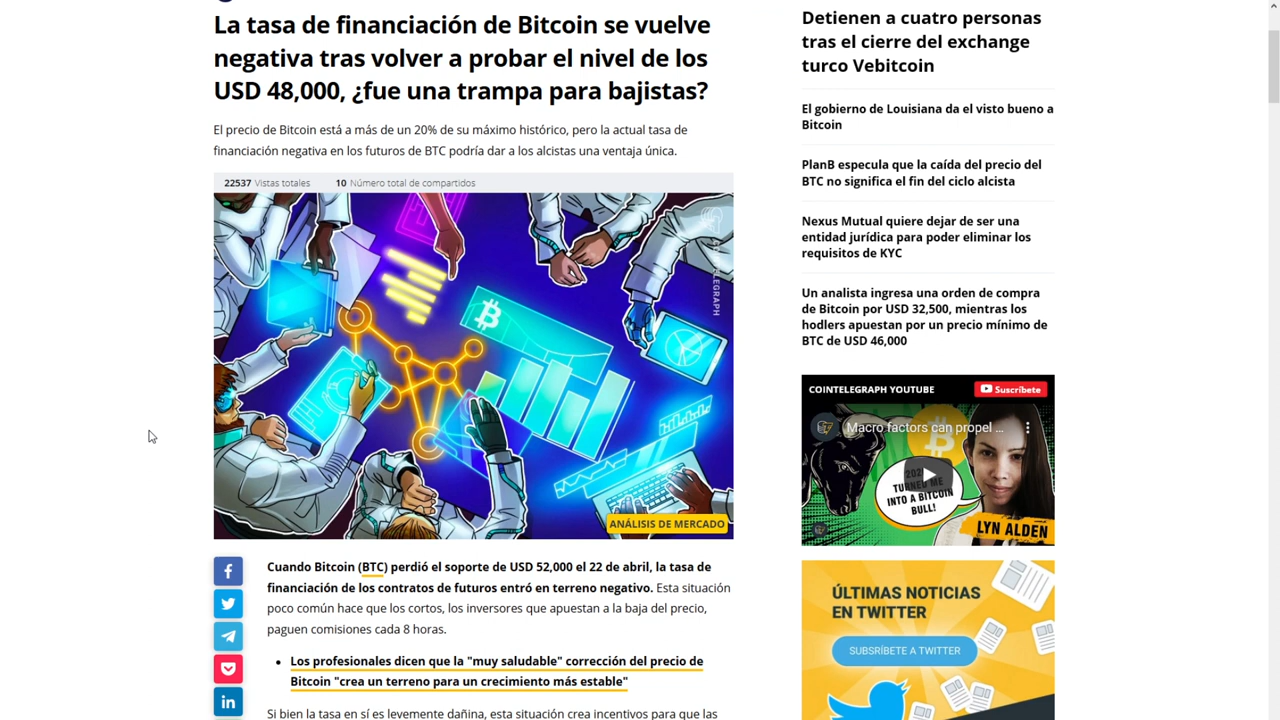 La tasa de financiación de Bitcoin se vuelve
negativa tras volver a probar el nivel de los
USD 48,000, ¿fue una trampa para bajistas?
El precio de Bitcoin está a más de un 20% de su máximo histórico, pero la actual tasa de
financiación negativa en los futuros de BTC podría dar a los alcistas una ventaja única.
22537 Vistas totales 10 Número total de compartidos
ANÁLISIS DE MERCADO
Cuando Bitcoin (BTC) perdió el soporte de USD 52,000 el 22 de abril, la tasa de
financiación de los contratos de futuros entró en terreno negativo. Esta situación
poco común hace que los cortos, los inversores que apuestan a la baja del precio,
paguen comisiones cada 8 horas.
Los profesionales dicen que la "muy saludable" corrección del precio de
Bitcoin "crea un terreno para un crecimiento más estable"
Si bien la tasa en sí es levemente dañina, esta situación crea incentivos para que las
Detienen a cuatro personas
tras el cierre del exchange
turco Vebitcoin
El gobierno de Louisiana da el visto bueno a
Bitcoin
PlanB especula que la caída del precio del
BTC no significa el fin del ciclo alcista
Nexus Mutual quiere dejar de ser una
entidad jurídica para poder eliminar los
requisitos de KYC
Un analista ingresa una orden de compra
de Bitcoin por USD 32,500, mientras los
hodlers apuestan por un precio mínimo de
BTC de USD 46,000
COINTELEGRAPH YOUTUBE
Suscríbete
Macro factors can propel ...
TURNED ME
INTO A BITCOIN
BULL!
LYN ALDEN
ÚLTIMAS NOTICIAS
EN TWITTER
SUBSRÍBETE A TWITTER